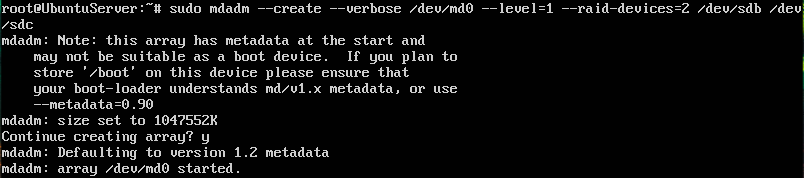 root@UbuntuServer:~# sudo mdadm --create --verbose /dev/md0 --level=1 --raid-devices=2 /dev/sdb /dev
/sdc
mdadm: Note: this array has metadata at the start and
    may not be suitable as a boot device.  If you plan to
    store '/boot' on this device please ensure that
    your boot-loader understands md/v1.x metadata, or use
    --metadata=0.90
mdadm: size set to 1047552K
Continue creating array? y
mdadm: Defaulting to version 1.2 metadata
mdadm: array /dev/md0 started.